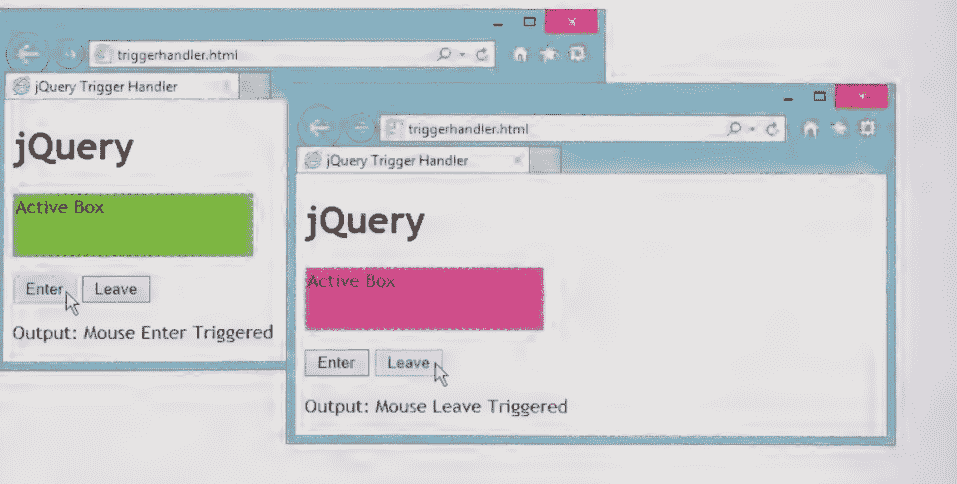 triggerhandler.html
jQuery Trigger Handler
jQuery
Active Box
Enter Leave
Output: Mouse Enter Triggered
triggerhandler.html
jQuery Trigger Handler
jQuery
Active Box
Enter Leave
Output: Mouse Leave Triggered